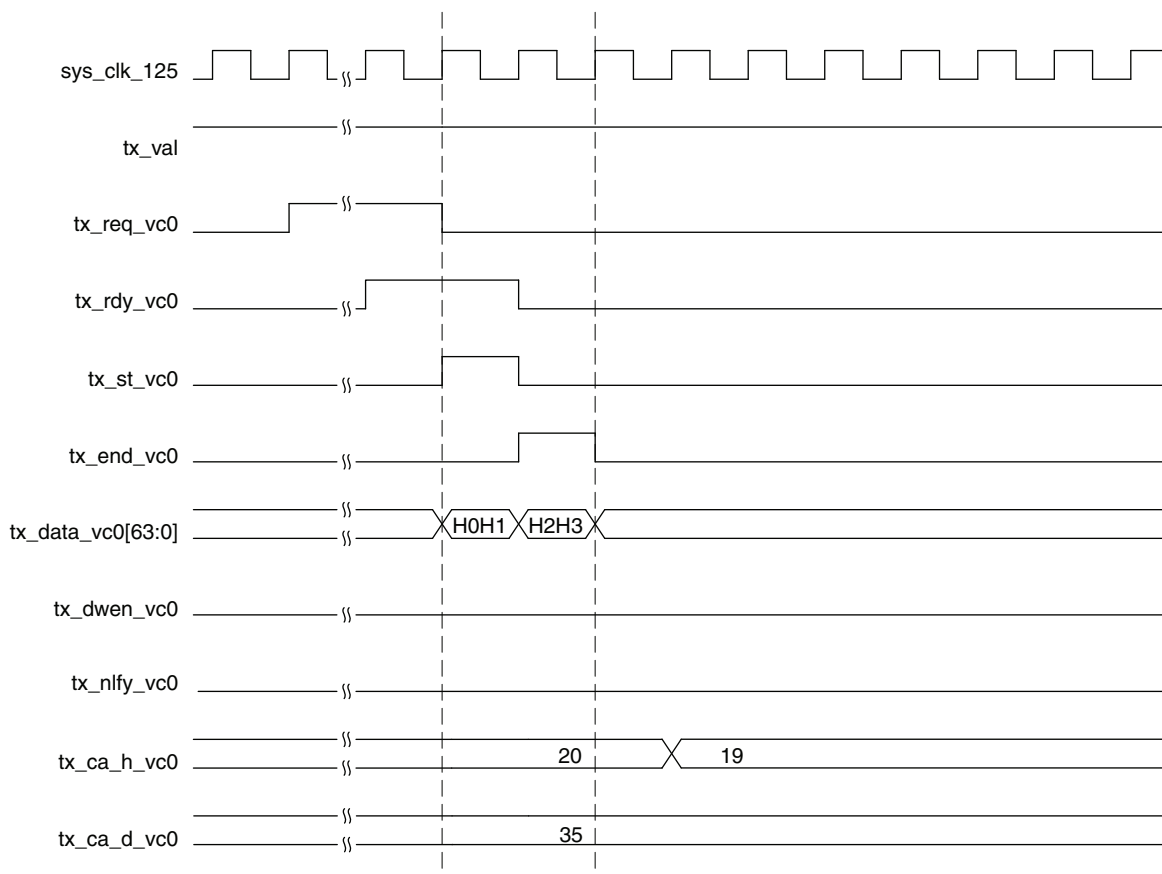 sys_clk_125
tx_val
tx_req_vc0
tx_rdy_vc0
tx_st_vc0
tx_end_vc0
tx_data_vc0[63:0] H0H1 H2H3
tx_dwen_vc0
tx_nlfy_vc0
tx_ca_h_vc0 20 19
tx_ca_d_vc0 35